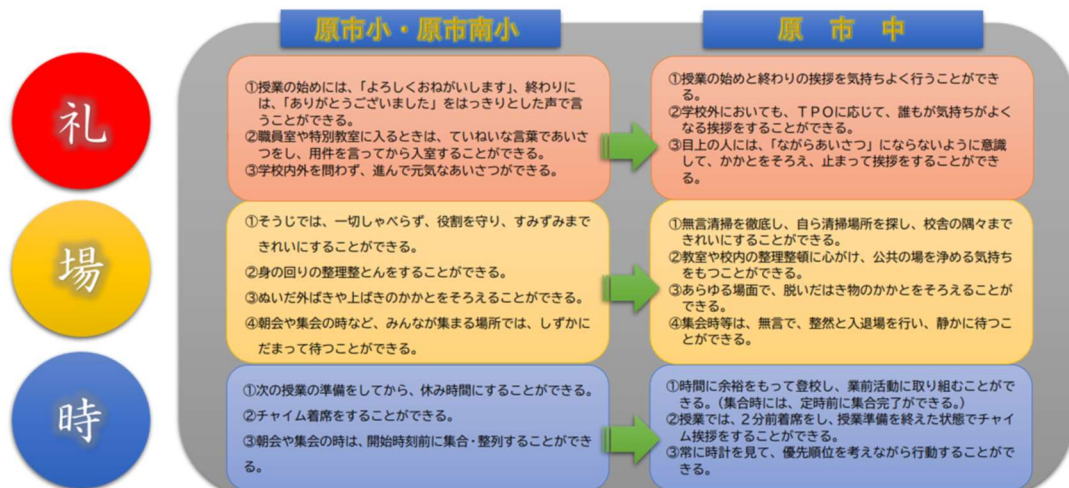 原市小・原市南小
原市中
礼
①授業の始めには、「よろしくおねがいします」、終わりに
は、「ありがとうございました」をはっきりとした声で言
うことができる。
②職員室や特別教室に入るときは、ていねいな言葉であいさ
つをし、用件を言ってから入室することができる。
③学校内外を問わず、進んで元気なあいさつができる。
①授業の始めと終わりの挨拶を気持ちよく行うことができ
る。
②学校外においても、ＴＰＯに応じて、誰もが気持ちがよく
なる挨拶をすることができる。
③目上の人には、「ながらあいさつ」にならないように意識
して、かかとをそろえ、止まって挨拶をすることができ
る。
場
①そうじでは、一切しゃべらず、役割を守り、すみずみまで
きれいにすることができる。
②身の回りの整理整とんをすることができる。
③ぬいだ外ばきや上ばきのかかとをそろえることができる。
④朝会や集会の時など、みんなが集まる場所では、しずかに
だまって待つことができる。
①無言清掃を徹底し、自ら清掃場所を探し、校舎の隅々まで
きれいにすることができる。
②教室や校内の整理整頓に心がけ、公共の場を浄める気持ち
をもつことができる。
③あらゆる場面で、脱いだはき物のかかとをそろえることが
できる。
④集会時等は、無言で、整然と入退場を行い、静かに待つこ
とができる。
時
①次の授業の準備をしてから、休み時間にすることができる。
②チャイム着席をすることができる。
③朝会や集会の時は、開始時刻前に集合・整列することができ
る。
①時間に余裕をもって登校し、業前活動に取り組むことがで
きる。（集合時には、定時前に集合完了ができる。）
②授業では、２分前着席をし、授業準備を終えた状態でチャ
イム挨拶をすることができる。
③常に時計を見て、優先順位を考えながら行動することがで
きる。